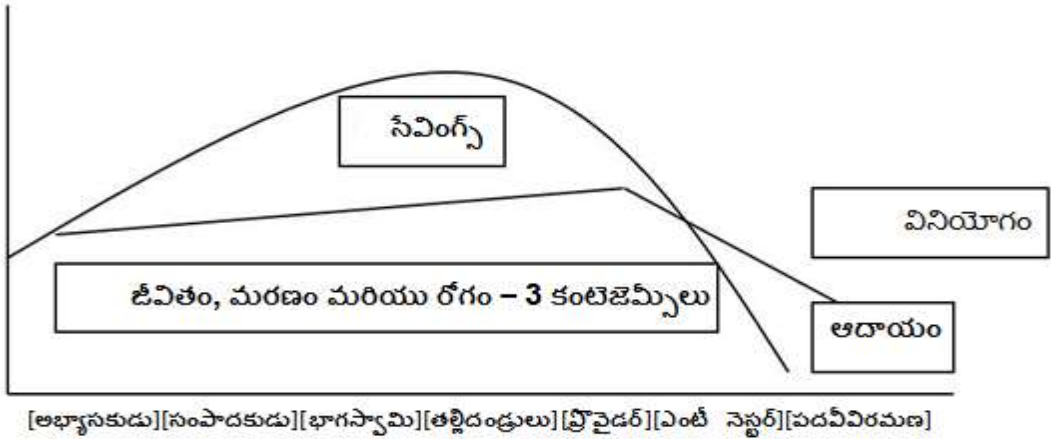 సేవింగ్స్
వినియోగం
జీవితం, మరణం మరియు రోగం – 3 కంటెజెమ్సీలు
ఆదాయం
[అభ్యాసకుడు][సంపాదకుడు][భాగస్వామి][తల్లిదండ్రులు][ప్రొవైడర్][ఎంటీ నెస్టర్][పదవీవిరమణ]